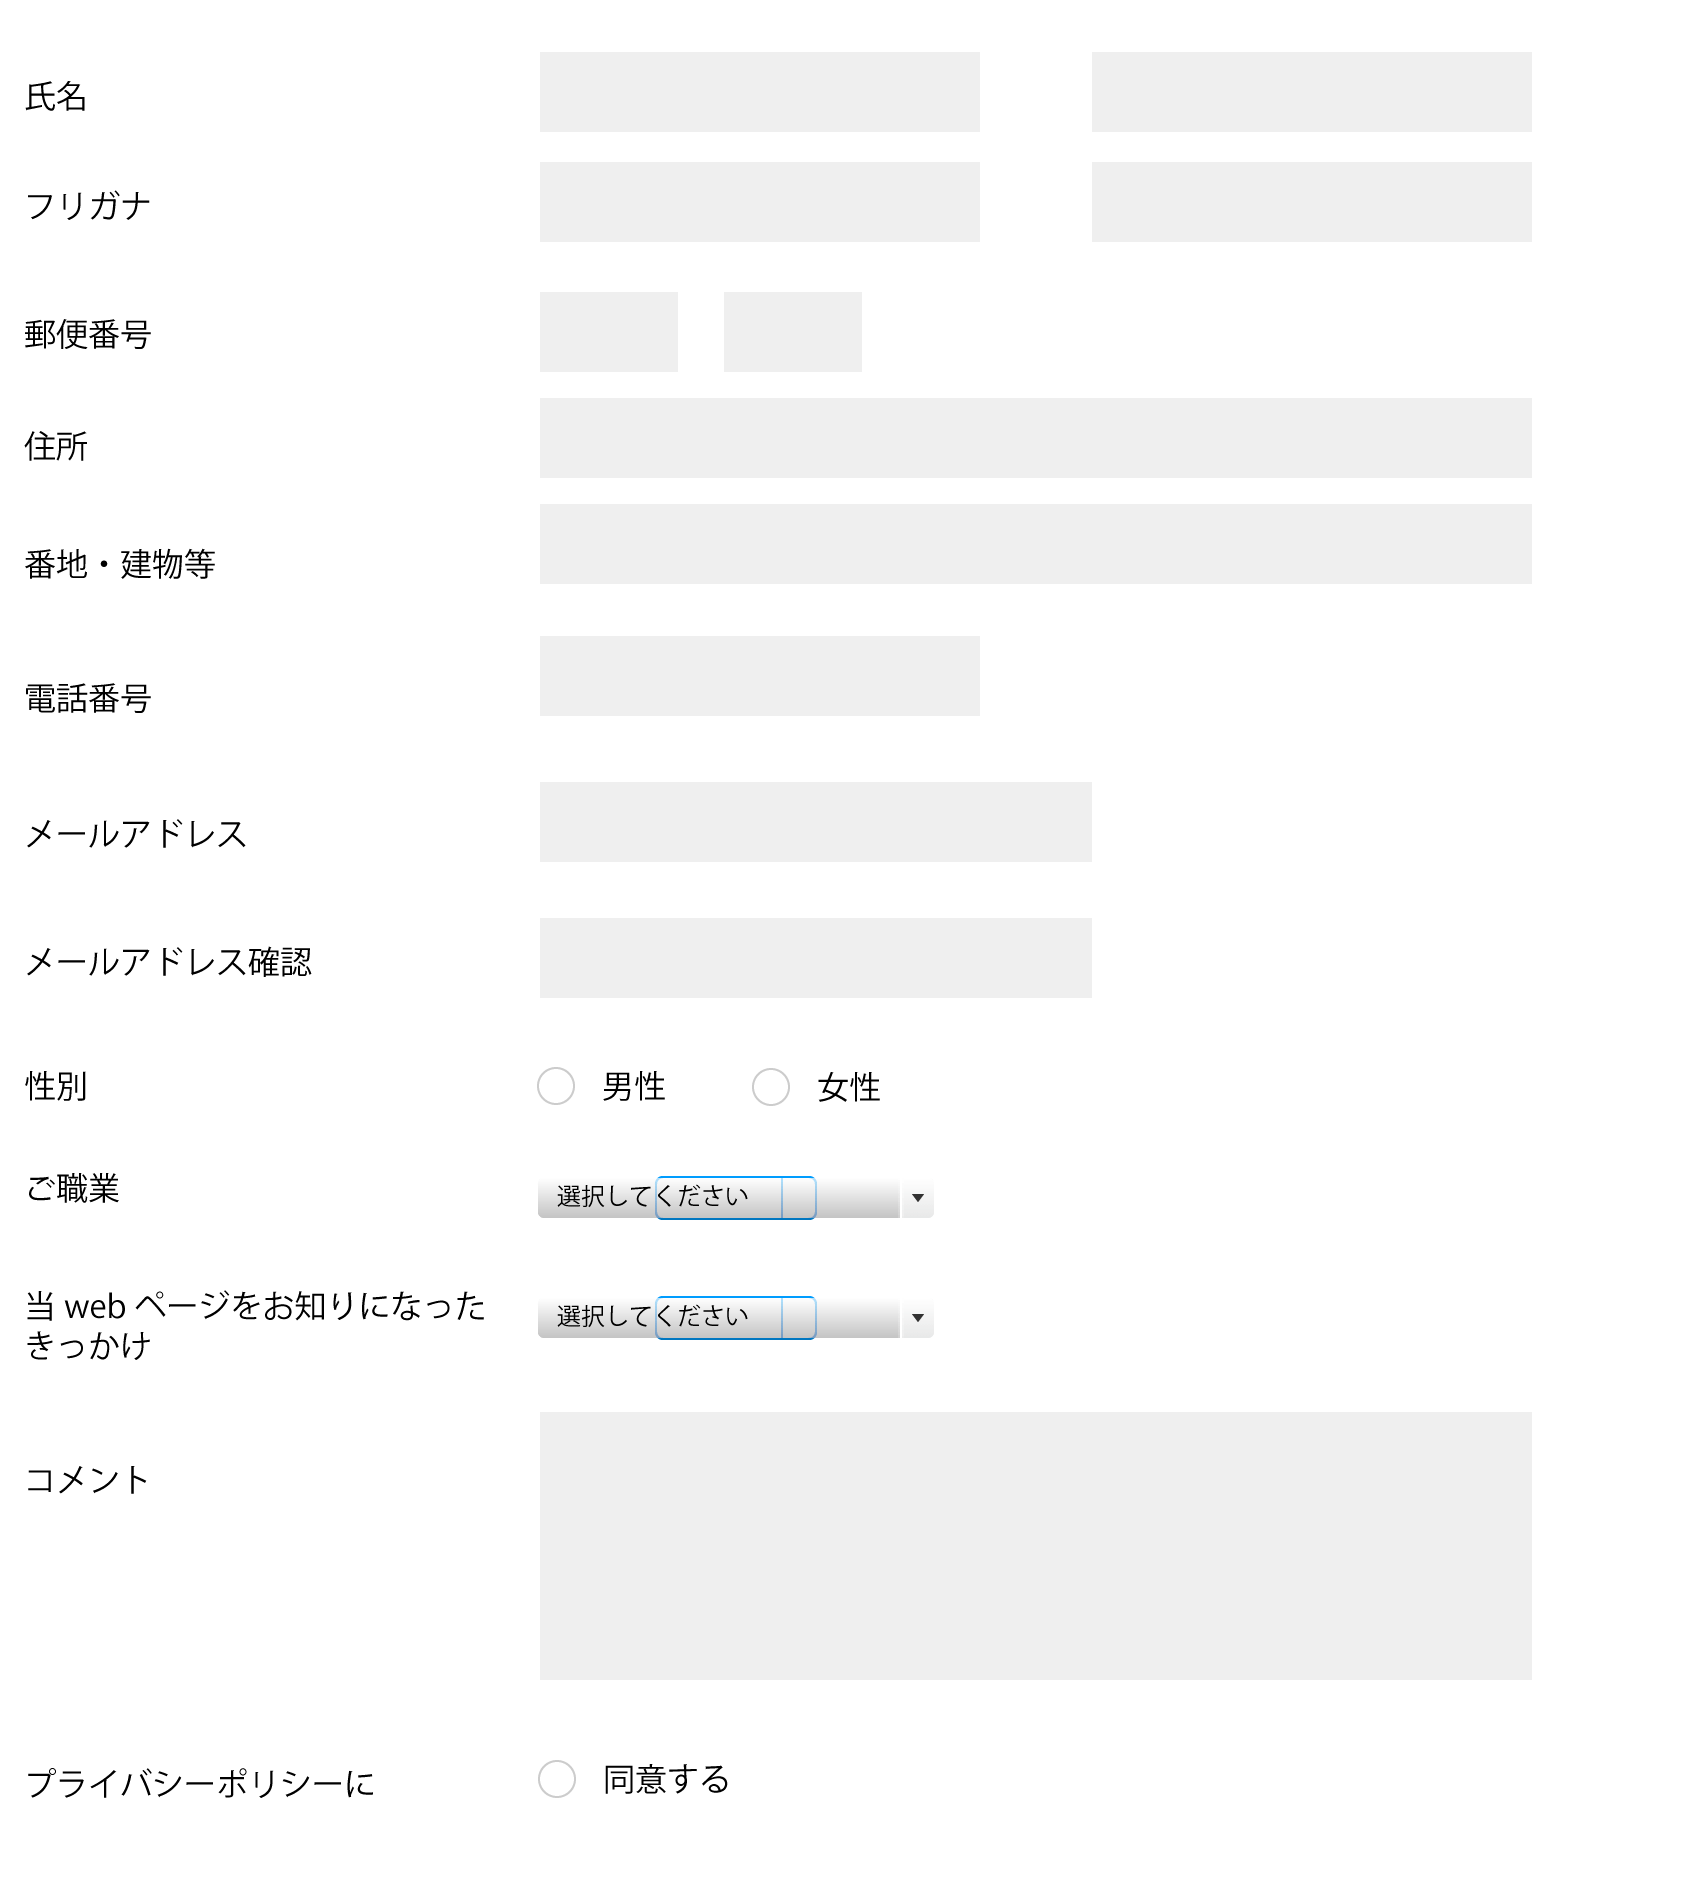 氏名
フリガナ
郵便番号
住所
番地・建物等
電話番号
メールアドレス
メールアドレス確認
性別 男性 女性
ご職業 選択してください
当 web ページをお知りになった 選択してください
きっかけ
コメント
プライバシーポリシーに 同意する